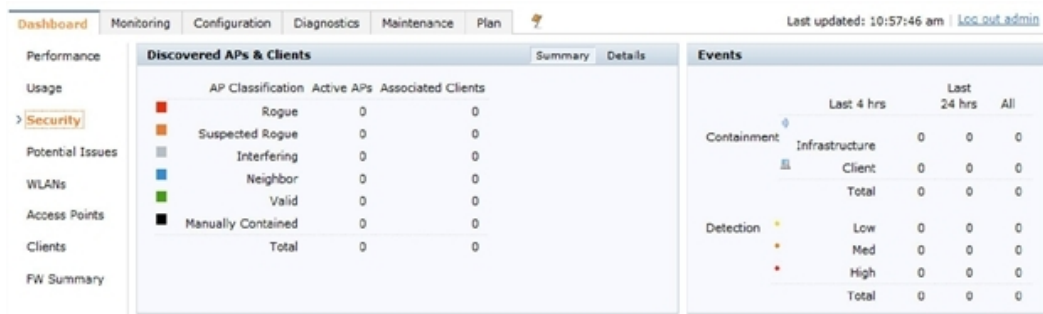 Dashboard Monitoring Configuration Diagnostics Maintenance Plan Last updated: 10:57:46 am | Log out admin
Performance
Usage
> Security
Potential Issues
WLANs
Access Points
Clients
FW Summary
Discovered APs & Clients Summary Details
AP Classification Active APs Associated Clients
Rogue 0 0
Suspected Rogue 0 0
Interfering 0 0
Neighbor 0 0
Valid 0 0
Manually Contained 0 0
Total 0 0
Events
Last 4 hrs Last 24 hrs All
Containment
Infrastructure 0 0 0
Client 0 0 0
Total 0 0 0
Detection Low 0 0 0
Med 0 0 0
High 0 0 0
Total 0 0 0